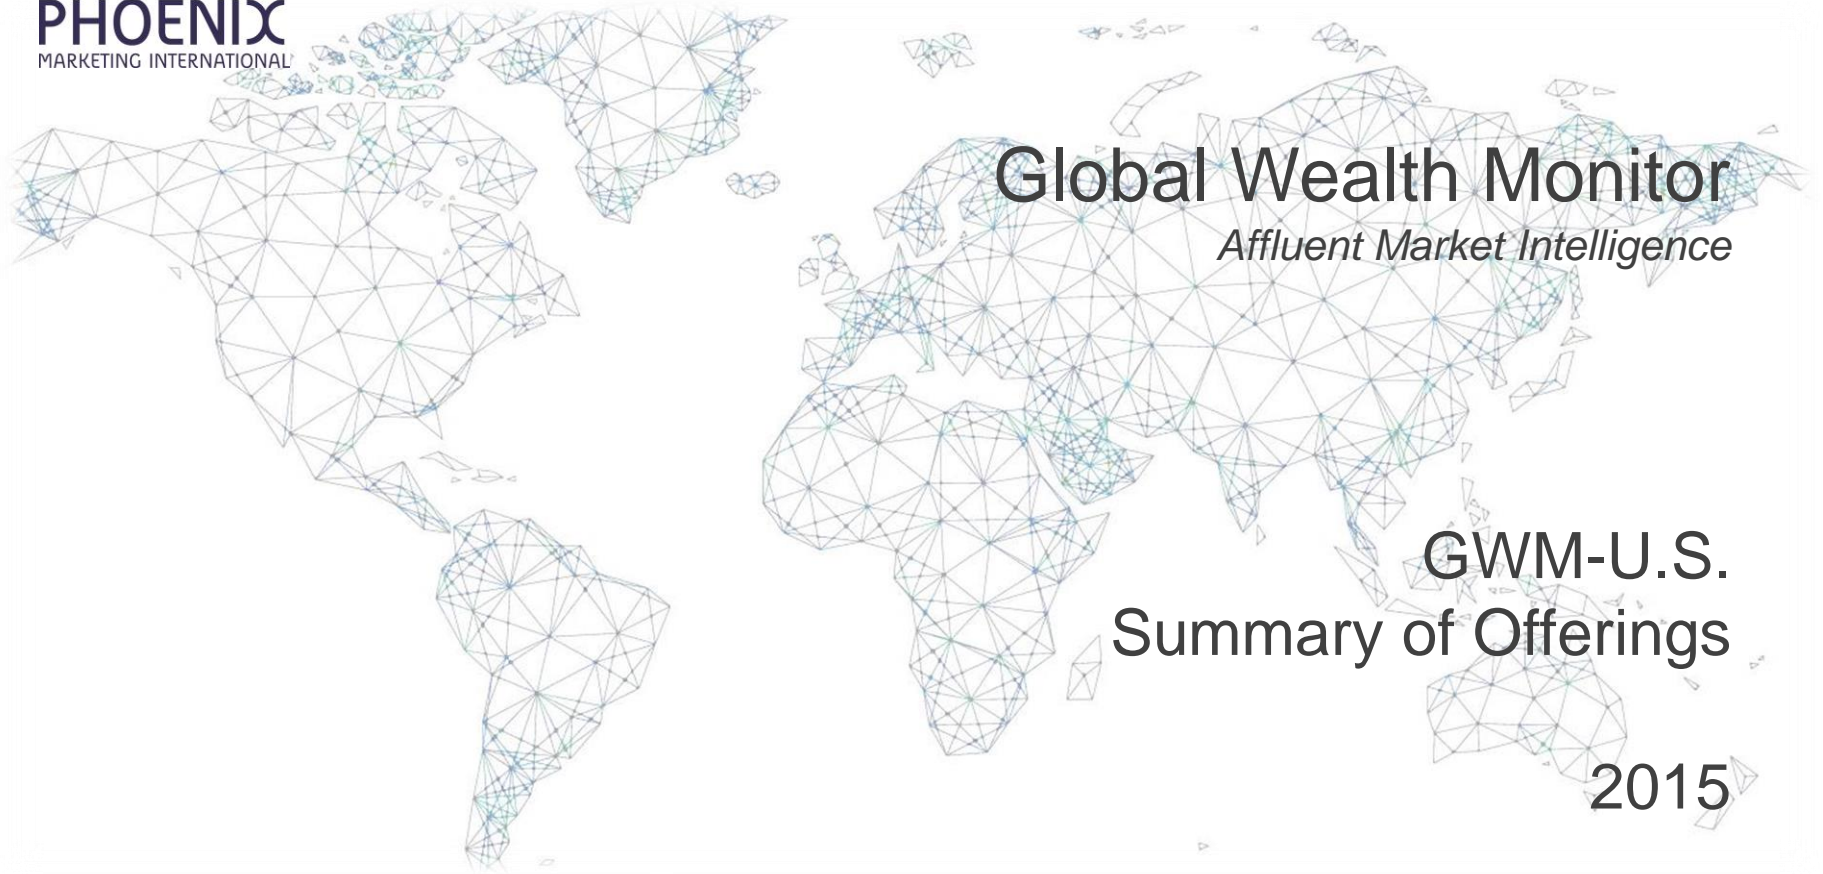 PHOENIX
MARKETING INTERNATIONAL
Global Wealth Monitor
Affluent Market Intelligence
GWM-U.S.
Summary of Offerings
2015